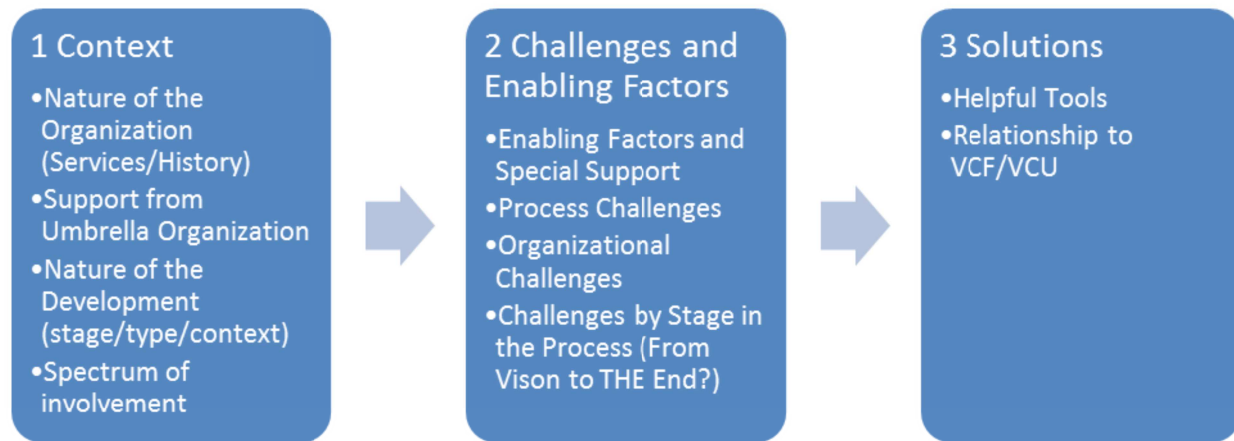 1 Context
•Nature of the
Organization
(Services/History)
•Support from
Umbrella Organization
•Nature of the
Development
(stage/type/context)
•Spectrum of
involvement
2 Challenges and
Enabling Factors
•Enabling Factors and
Special Support
•Process Challenges
•Organizational
Challenges
•Challenges by Stage in
the Process (From
Vison to THE End?)
3 Solutions
•Helpful Tools
•Relationship to
VCF/VCU